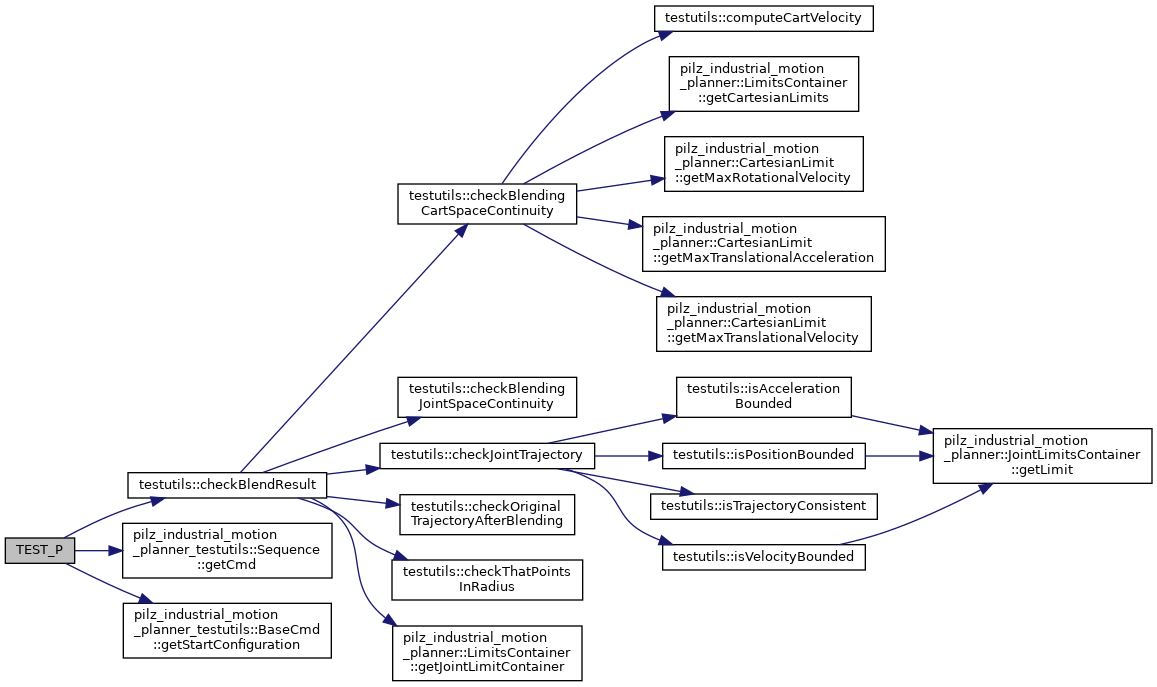 testutils::computeCartVelocity
pilz_industrial_motion
_planner::LimitsContainer
::getCartesianLimits
pilz_industrial_motion
_planner::CartesianLimit
::getMaxRotationalVelocity
testutils::checkBlending
CartSpaceContinuity
pilz_industrial_motion
_planner::CartesianLimit
::getMaxTranslationalAcceleration
pilz_industrial_motion
_planner::CartesianLimit
::getMaxTranslationalVelocity
testutils::checkBlending
JointSpaceContinuity
testutils::isAcceleration
Bounded
testutils::checkJointTrajectory
testutils::isPositionBounded
pilz_industrial_motion
_planner::JointLimitsContainer
::getLimit
testutils::checkBlendResult
testutils::checkOriginal
TrajectoryAfterBlending
testutils::isTrajectoryConsistent
TEST_P
pilz_industrial_motion
_planner_testutils::Sequence
::getCmd
testutils::isVelocityBounded
testutils::checkThatPoints
InRadius
pilz_industrial_motion
_planner_testutils::BaseCmd
::getStartConfiguration
pilz_industrial_motion
_planner::LimitsContainer
::getJointLimitContainer